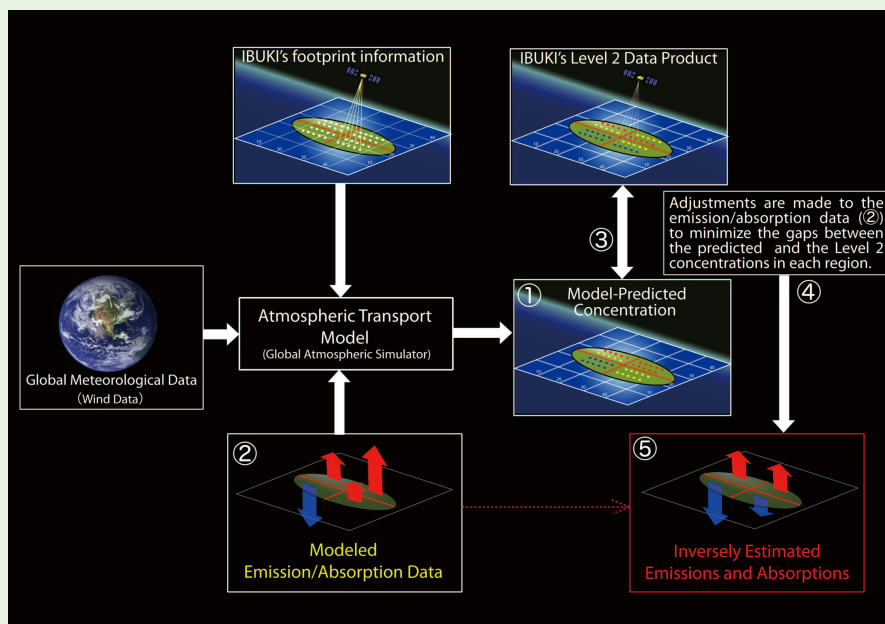 IBUKI's footprint information
IBUKI's Level 2 Data Product
Adjustments are made to the
emission/absorption data (②)
to minimize the gaps between
the predicted and the Level 2
concentrations in each region.
③
④
①
Model-Predicted
Concentration
Atmospheric Transport
Model
(Global Atmospheric Simulator)
Global Meteorological Data
(Wind Data)
②
Modeled
Emission/Absorption Data
⑤
Inversely Estimated
Emissions and Absorptions